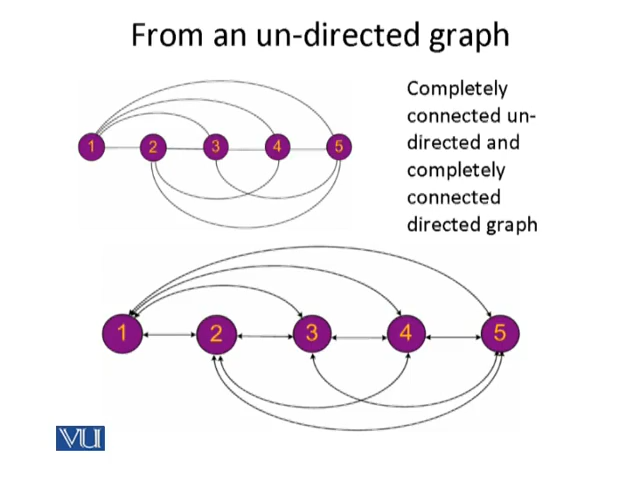 From an un-directed graph
Completely
connected un-
directed and
completely
connected
directed graph
1 2 3 4 5
1 2 3 4 5
VU